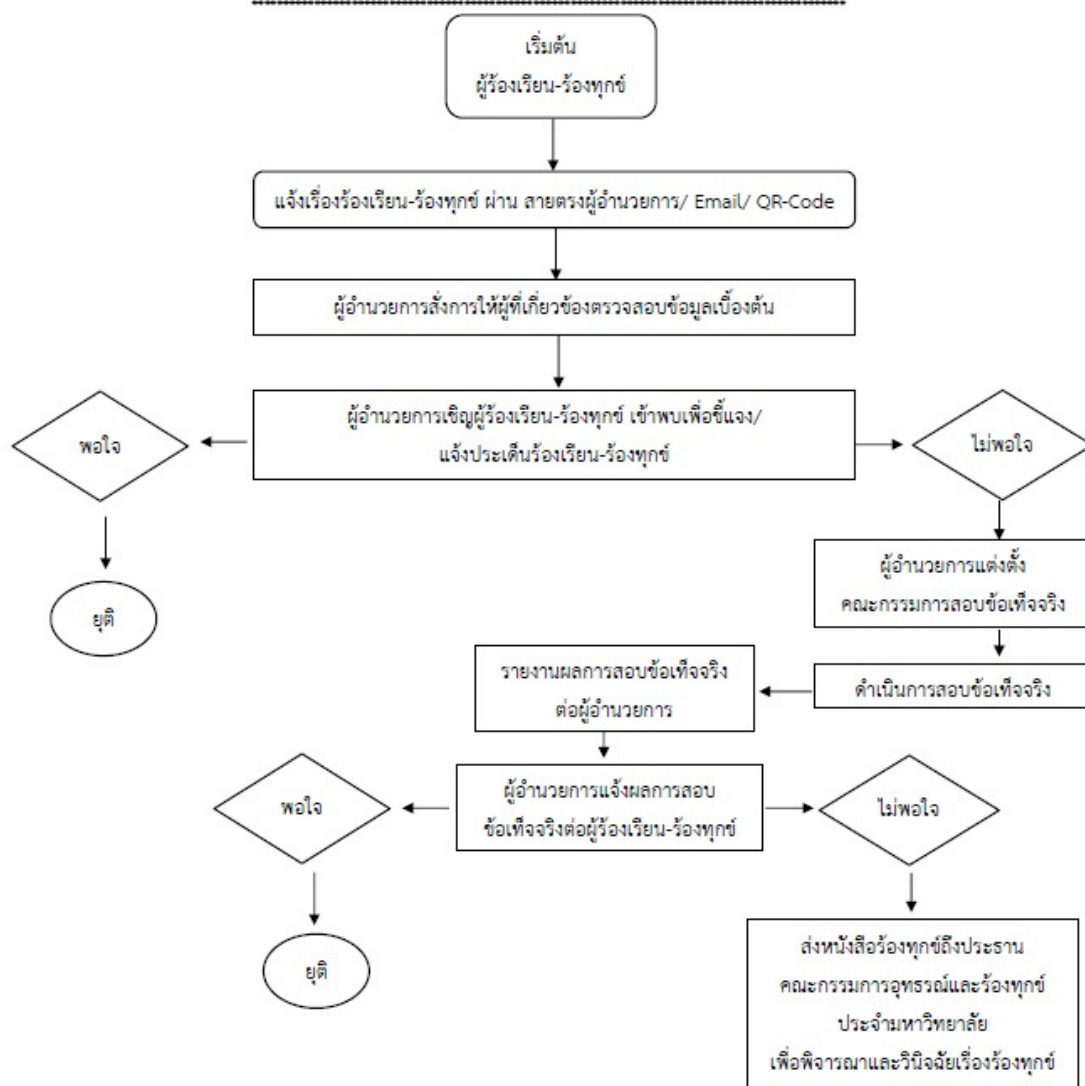 เริ่มต้น
ผู้ร้องเรียน-ร้องทุกข์
แจ้งเรื่องร้องเรียน-ร้องทุกข์ ผ่าน สายตรงผู้อำนวยการ/ Email/ QR-Code
ผู้อำนวยการสั่งการให้ผู้ที่เกี่ยวข้องตรวจสอบข้อมูลเบื้องต้น
ผู้อำนวยการเชิญผู้ร้องเรียน-ร้องทุกข์ เข้าพบเพื่อชี้แจง/
แจ้งประเด็นร้องเรียน-ร้องทุกข์
พอใจ
ไม่พอใจ
ยุติ
ผู้อำนวยการแต่งตั้ง
คณะกรรมการสอบข้อเท็จจริง
ดำเนินการสอบข้อเท็จจริง
รายงานผลการสอบข้อเท็จจริง
ต่อผู้อำนวยการ
ผู้อำนวยการแจ้งผลการสอบ
ข้อเท็จจริงต่อผู้ร้องเรียน-ร้องทุกข์
พอใจ
ไม่พอใจ
ยุติ
ส่งหนังสือร้องทุกข์ถึงประธาน
คณะกรรมการอุทธรณ์และร้องทุกข์
ประจำมหาวิทยาลัย
เพื่อพิจารณาและวินิจฉัยเรื่องร้องทุกข์